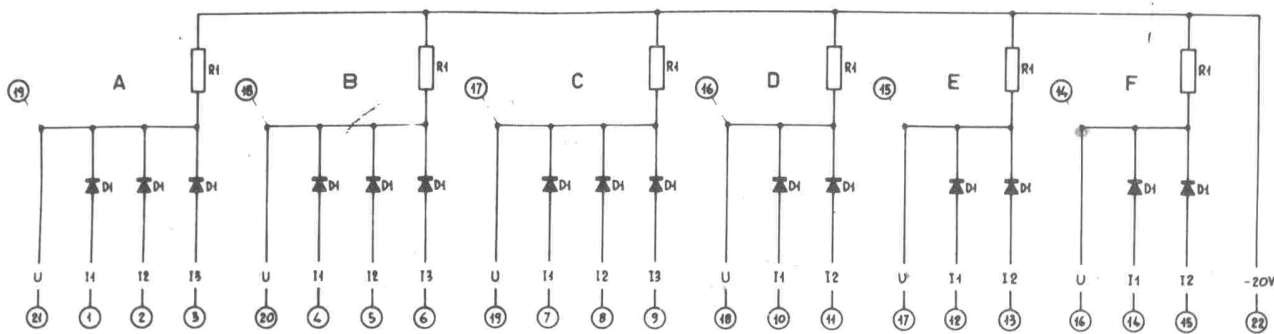 R1 R1 R1 R1 R1 R1
A B C D E F
19 18 17 16 15 14
D1 D1 D1 D1 D1 D1 D1 D1 D1 D1 D1 D1 D1 D1 D1
U I1 I2 I3 U I1 I2 I3 U I1 I2 I3 U I1 I2 U I1 I2 U I1 I2 -20V
21 1 2 3 20 4 5 6 19 7 8 9 18 10 11 17 12 13 16 14 15 22